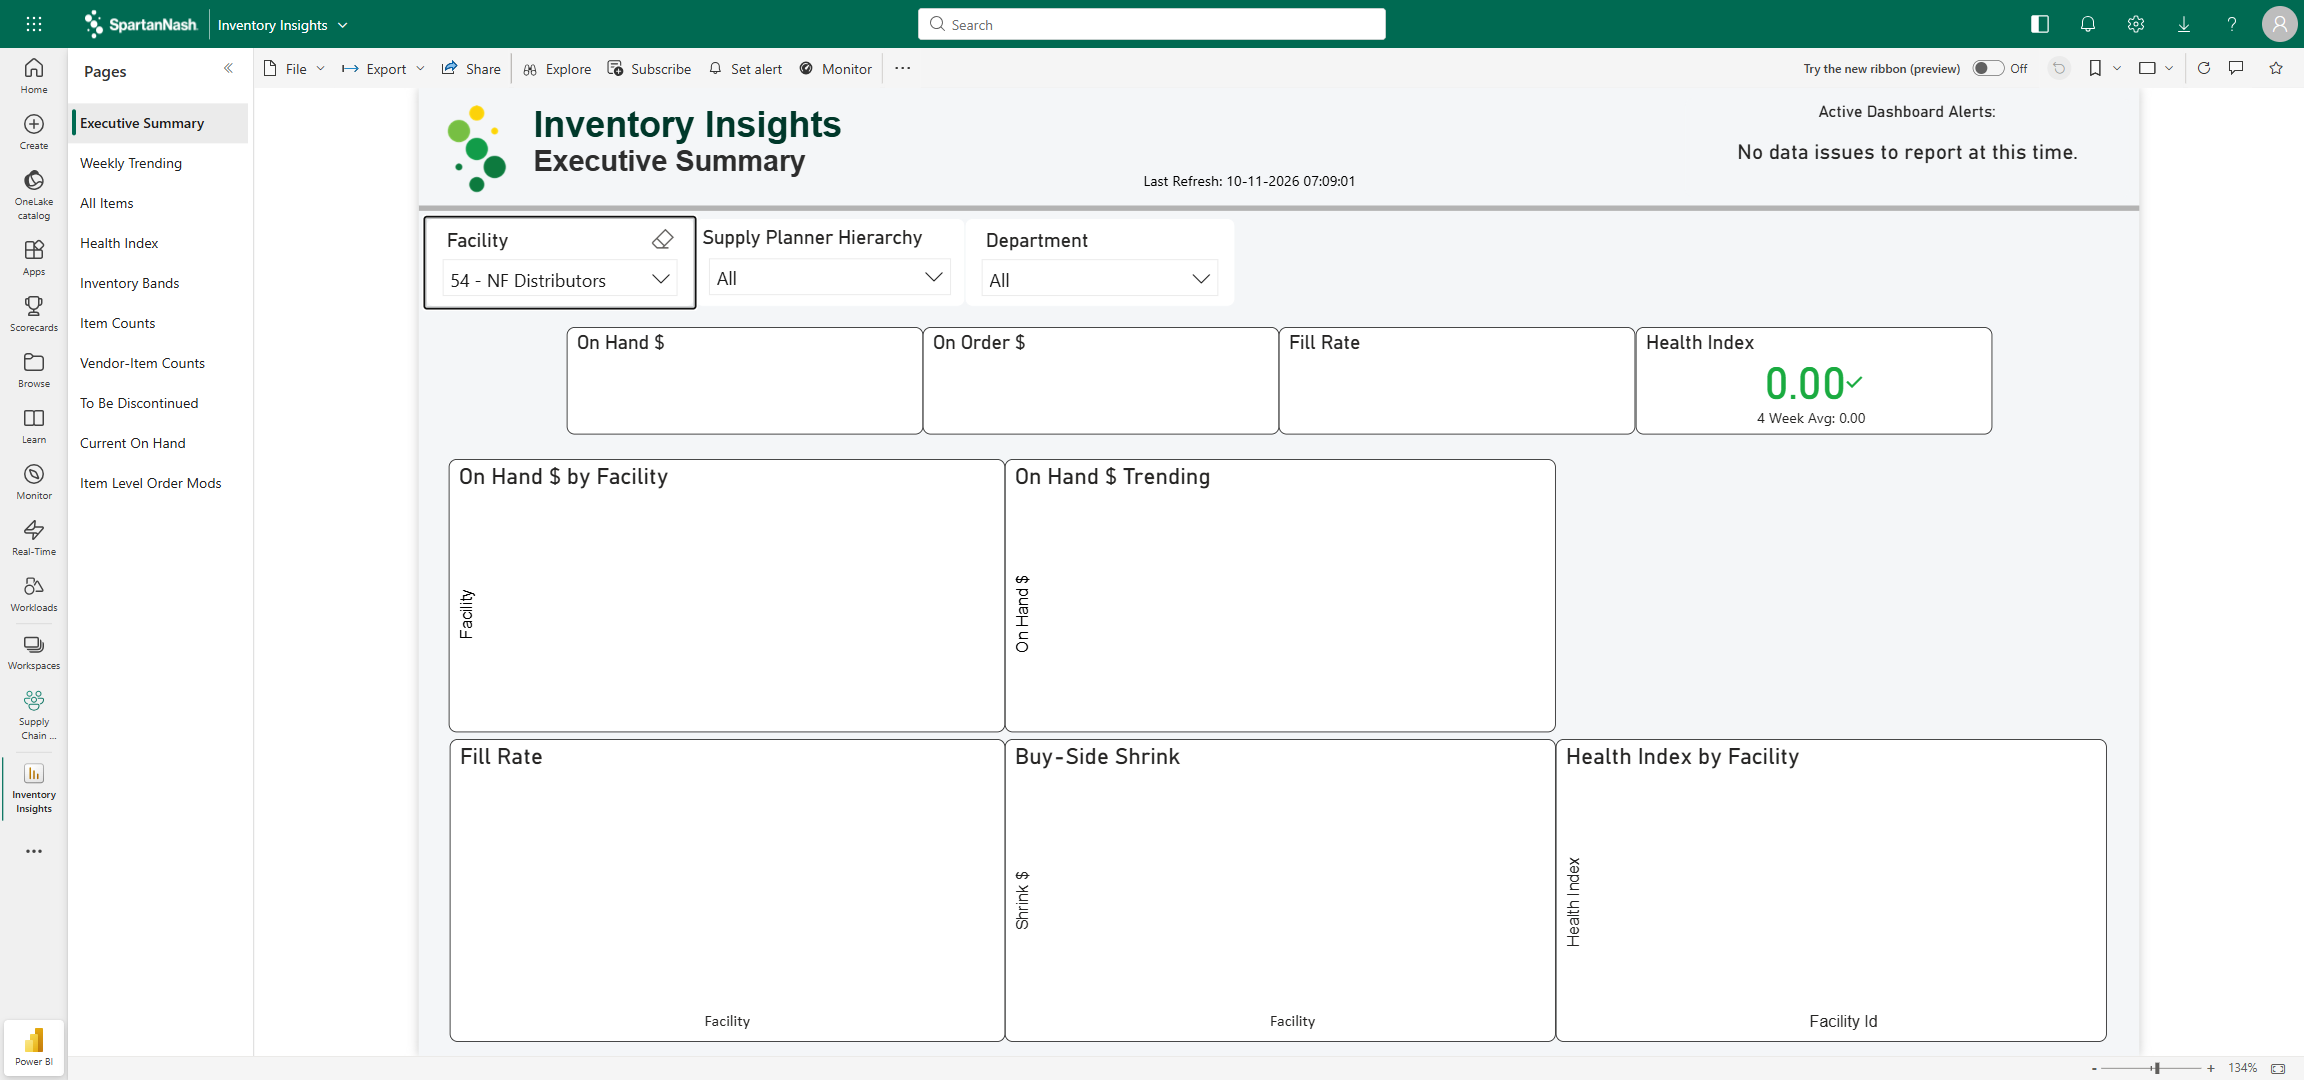 SpartanNash
Inventory Insights
Search
Home
Create
OneLake
catalog
Apps
Scorecards
Browse
Learn
Monitor
Real-Time
Workloads
Workspaces
Supply
Chain ...
Inventory
Insights
Power BI
Pages
Executive Summary
Weekly Trending
All Items
Health Index
Inventory Bands
Item Counts
Vendor-Item Counts
To Be Discontinued
Current On Hand
Item Level Order Mods
File
Export
Share
Explore
Subscribe
Set alert
Monitor
Try the new ribbon (preview)
Off
Inventory Insights
Executive Summary
Last Refresh: 10-11-2026 07:09:01
Active Dashboard Alerts:
No data issues to report at this time.
Facility
54 - NF Distributors
Supply Planner Hierarchy
All
Department
All
On Hand $
On Order $
Fill Rate
Health Index
0.00
4 Week Avg: 0.00
On Hand $ by Facility
Facility
On Hand $ Trending
On Hand $
Fill Rate
Facility
Buy-Side Shrink
Shrink $
Facility
Health Index by Facility
Health Index
Facility Id
- + 134%